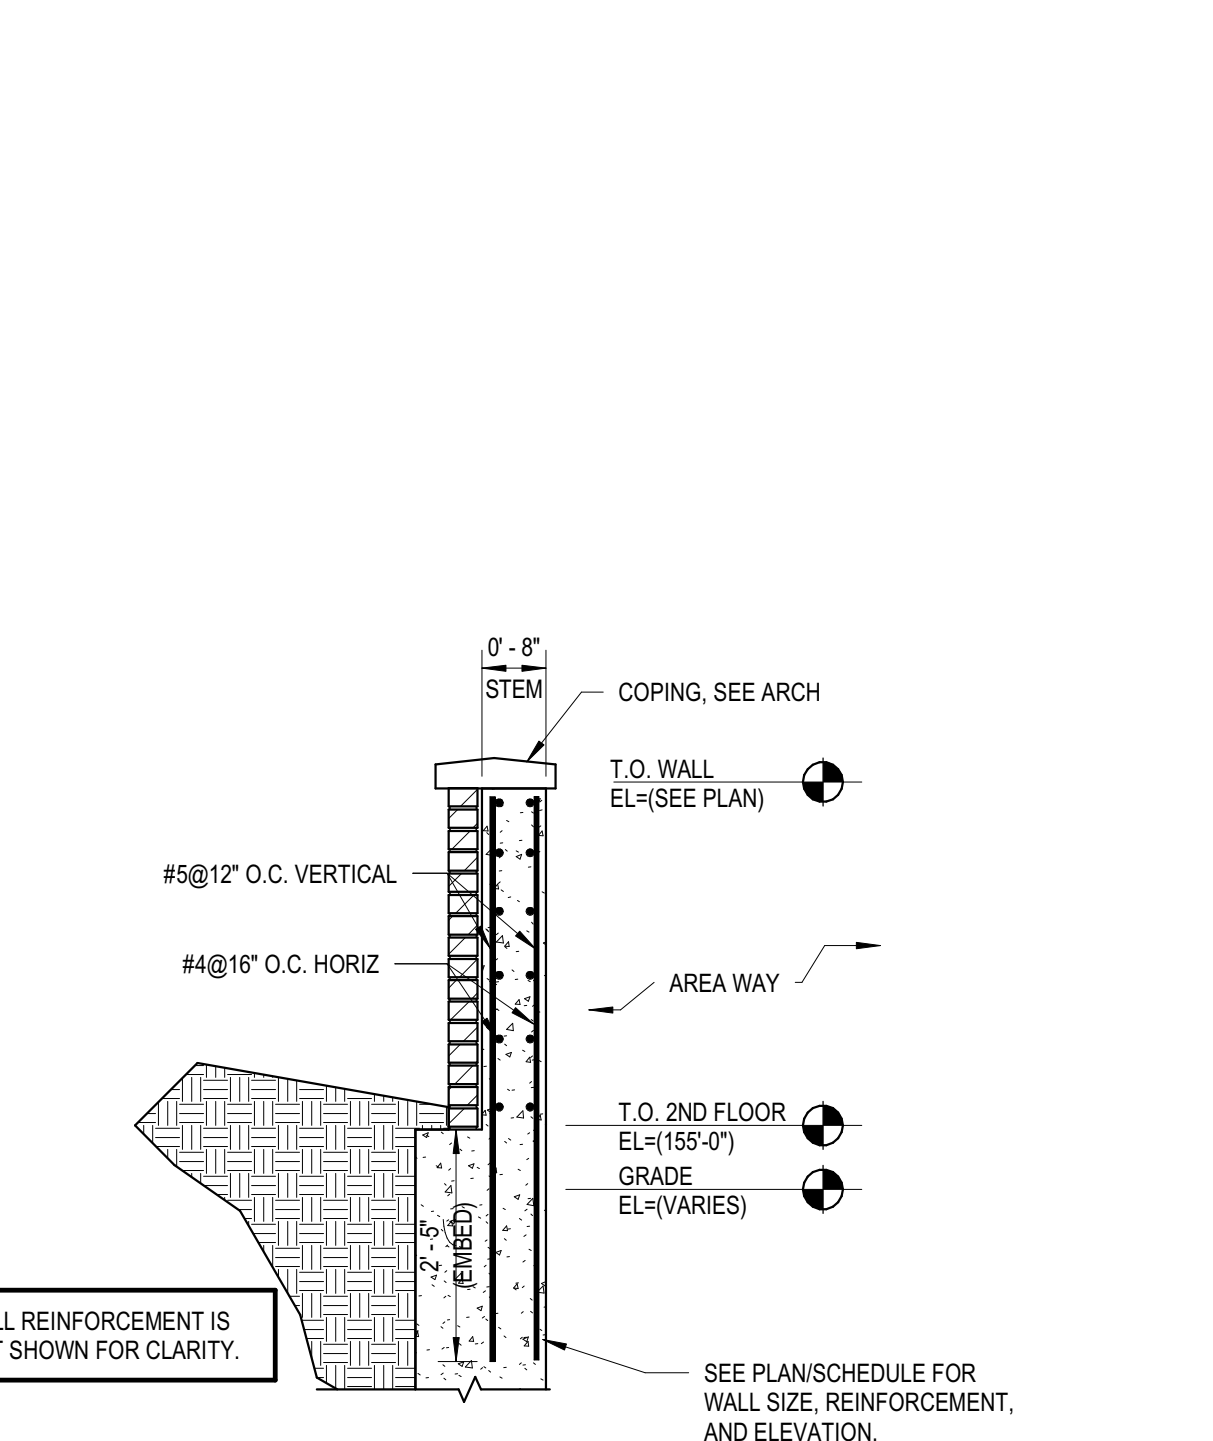 0' - 8"
STEM
COPING, SEE ARCH
T.O. WALL
EL=(SEE PLAN)
#5@12" O.C. VERTICAL
#4@16" O.C. HORIZ
AREA WAY
T.O. 2ND FLOOR
EL=(155'-0")
GRADE
EL=(VARIES)
2' - 5"
(EMBED)
REINFORCEMENT IS
SHOWN FOR CLARITY.
SEE PLAN/SCHEDULE FOR
WALL SIZE, REINFORCEMENT,
AND ELEVATION.